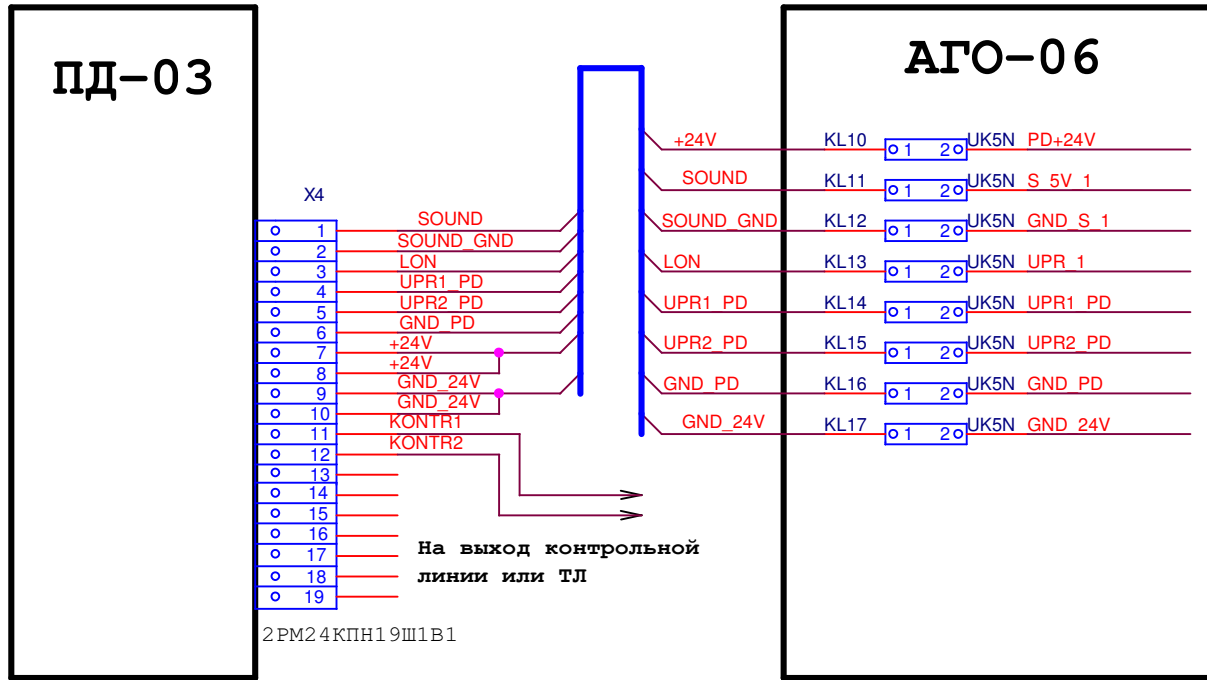 ПД-03
АГО-06
+24V KL10 1 2 UK5N PD+24V
SOUND KL11 1 2 UK5N S_5V_1
SOUND_GND KL12 1 2 UK5N GND_S_1
LON KL13 1 2 UK5N UPR_1
UPR1_PD KL14 1 2 UK5N UPR1_PD
UPR2_PD KL15 1 2 UK5N UPR2_PD
GND_PD KL16 1 2 UK5N GND_PD
GND_24V KL17 1 2 UK5N GND_24V
X4
1 SOUND
2 SOUND_GND
3 LON
4 UPR1_PD
5 UPR2_PD
6 GND_PD
7 +24V
8 +24V
9 GND_24V
10 GND_24V
11 KONTR1
12 KONTR2
13
14
15
16
17
18
19
На выход контрольной
линии или ТЛ
2РМ24КПН19Ш1В1